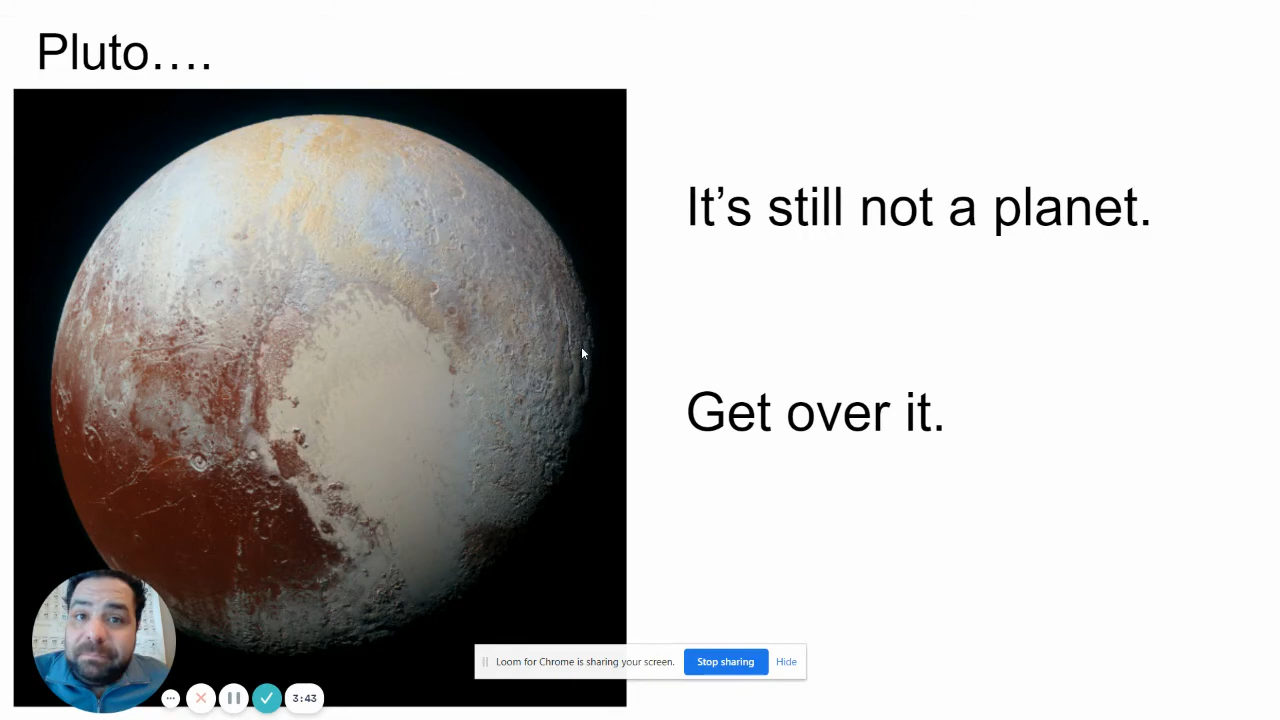 Pluto….
It’s still not a planet.
Get over it.
Loom for Chrome is sharing your screen. Stop sharing Hide
3:43